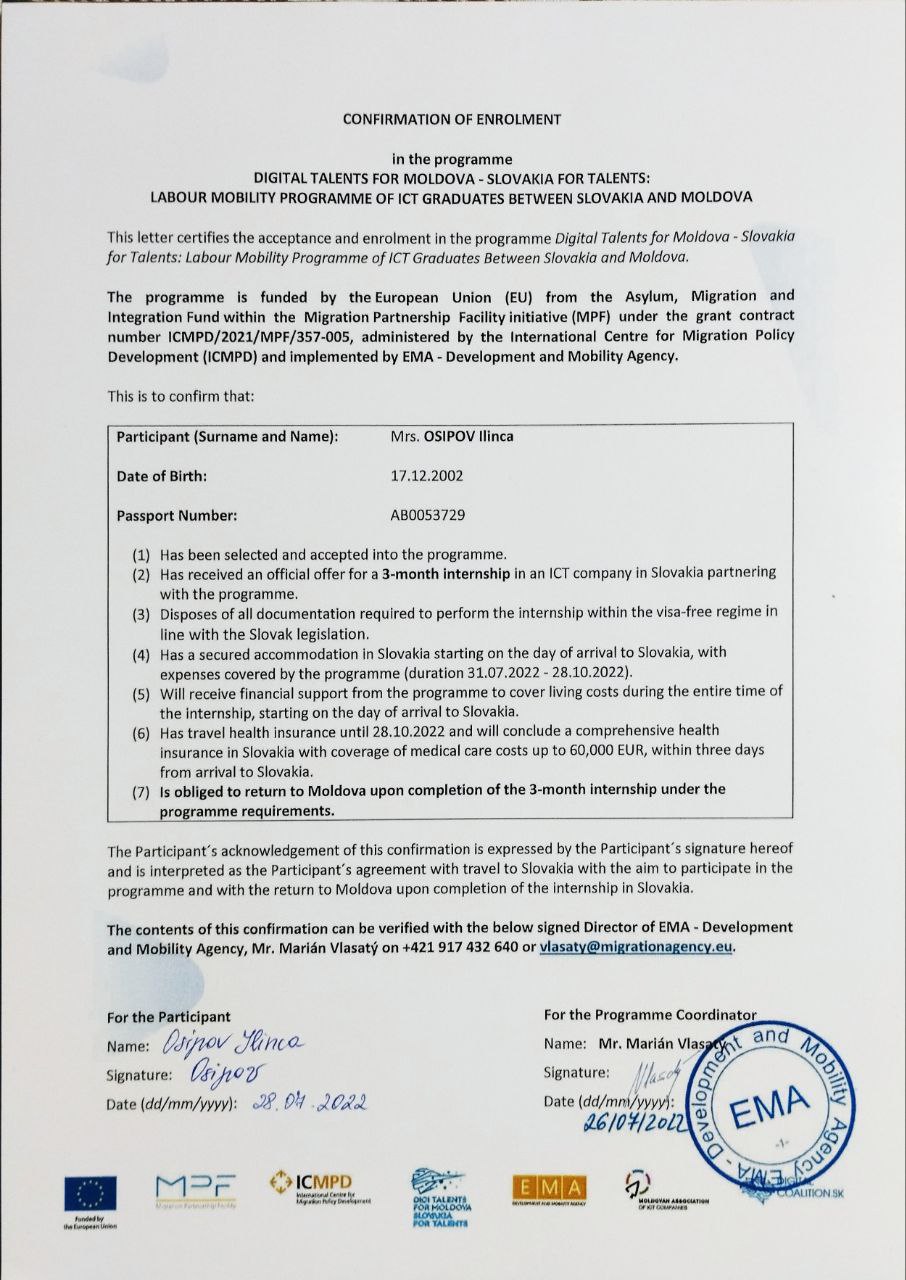 CONFIRMATION OF ENROLMENT
in the programme
DIGITAL TALENTS FOR MOLDOVA - SLOVAKIA FOR TALENTS:
LABOUR MOBILITY PROGRAMME OF ICT GRADUATES BETWEEN SLOVAKIA AND MOLDOVA
This letter certifies the acceptance and enrolment in the programme Digital Talents for Moldova - Slovakia
for Talents: Labour Mobility Programme of ICT Graduates Between Slovakia and Moldova.
The programme is funded by the European Union (EU) from the Asylum, Migration and
Integration Fund within the Migration Partnership Facility initiative (MPF) under the grant contract
number ICMPD/2021/MPF/357-005, administered by the International Centre for Migration Policy
Development (ICMPD) and implemented by EMA - Development and Mobility Agency.
This is to confirm that:
Participant (Surname and Name): Mrs. OSIPOV Ilinca
Date of Birth: 17.12.2002
Passport Number: AB0053729
(1) Has been selected and accepted into the programme.
(2) Has received an official offer for a 3-month internship in an ICT company in Slovakia partnering
with the programme.
(3) Disposes of all documentation required to perform the internship within the visa-free regime in
line with the Slovak legislation.
(4) Has a secured accommodation in Slovakia starting on the day of arrival to Slovakia, with
expenses covered by the programme (duration 31.07.2022 - 28.10.2022).
(5) Will receive financial support from the programme to cover living costs during the entire time of
the internship, starting on the day of arrival to Slovakia.
(6) Has travel health insurance until 28.10.2022 and will conclude a comprehensive health
insurance in Slovakia with coverage of medical care costs up to 60,000 EUR, within three days
from arrival to Slovakia.
(7) Is obliged to return to Moldova upon completion of the 3-month internship under the
programme requirements.
The Participant´s acknowledgement of this confirmation is expressed by the Participant´s signature hereof
and is interpreted as the Participant´s agreement with travel to Slovakia with the aim to participate in the
programme and with the return to Moldova upon completion of the internship in Slovakia.
The contents of this confirmation can be verified with the below signed Director of EMA - Development
and Mobility Agency, Mr. Marián Vlasatý on +421 917 432 640 or vlasaty@migrationagency.eu.
For the Participant
Name: Osipov Ilinca
Signature: Osipov
Date (dd/mm/yyyy): 28.07.2022
For the Programme Coordinator
Name: Mr. Marián Vlasatý
Signature: Vlasatý
Date (dd/mm/yyyy):
26/07/2022
EMA - Development and Mobility Agency
EMA
-1-
Funded by
the European Union
MPF
Migration Partnership Facility
ICMPD
International Centre for
Migration Policy Development
DIGI TALENTS
FOR MOLDOVA
SLOVAKIA
FOR TALENTS
EMA
DEVELOPMENT AND MOBILITY AGENCY
MOLDOVAN ASSOCIATION
OF ICT COMPANIES
DIGITAL
COALITION.SK